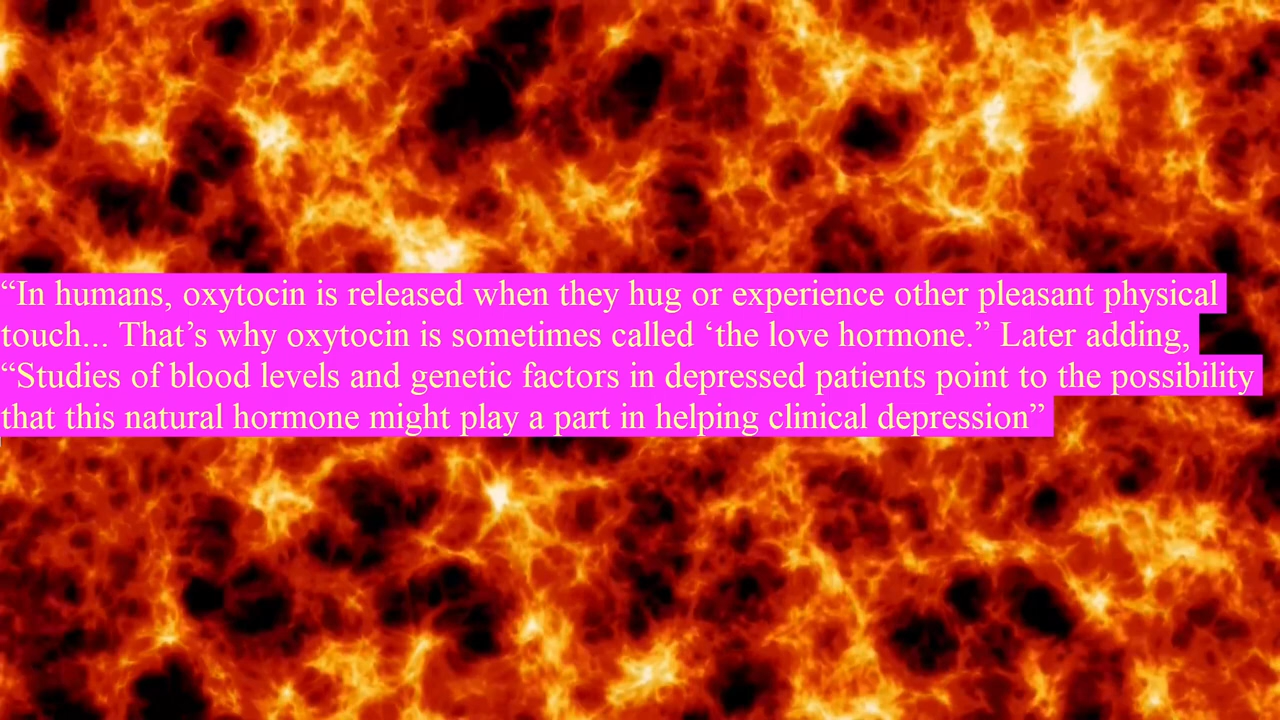 “In humans, oxytocin is released when they hug or experience other pleasant physical
touch... That’s why oxytocin is sometimes called ‘the love hormone.” Later adding,
“Studies of blood levels and genetic factors in depressed patients point to the possibility
that this natural hormone might play a part in helping clinical depression”